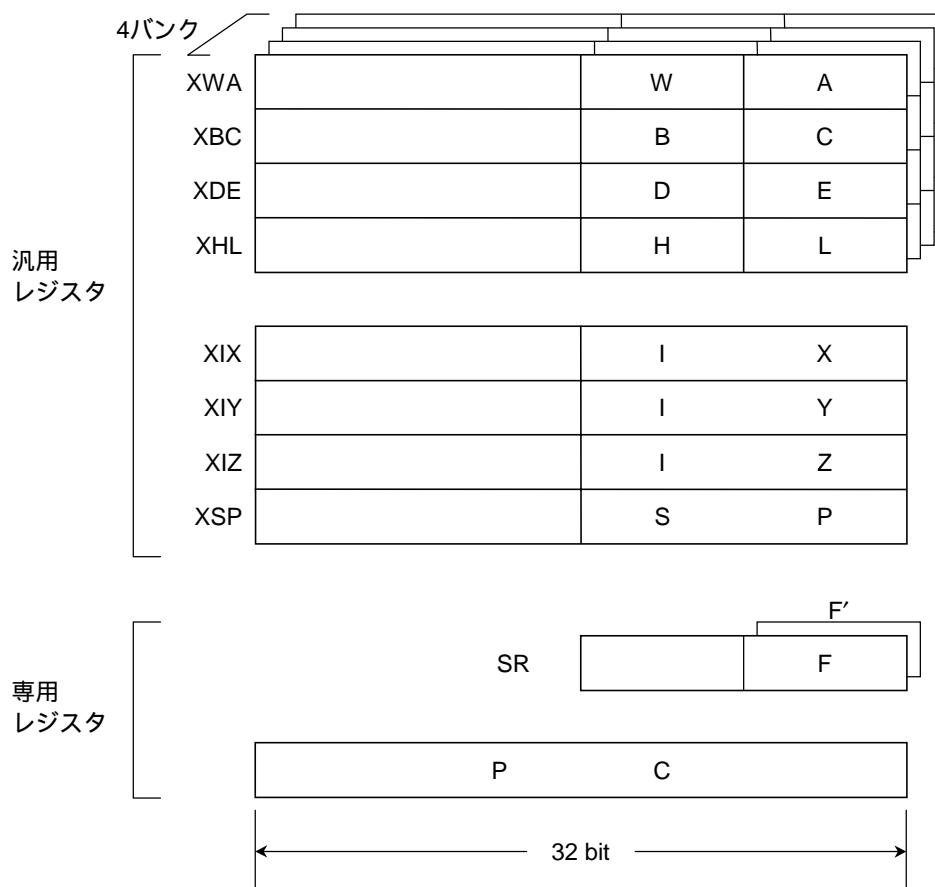 4バンク
XWA W A
XBC B C
XDE D E
XHL H L
汎用
レジスタ
XIX I X
XIY I Y
XIZ I Z
XSP S P
F′
SR F
専用
レジスタ
P C
32 bit